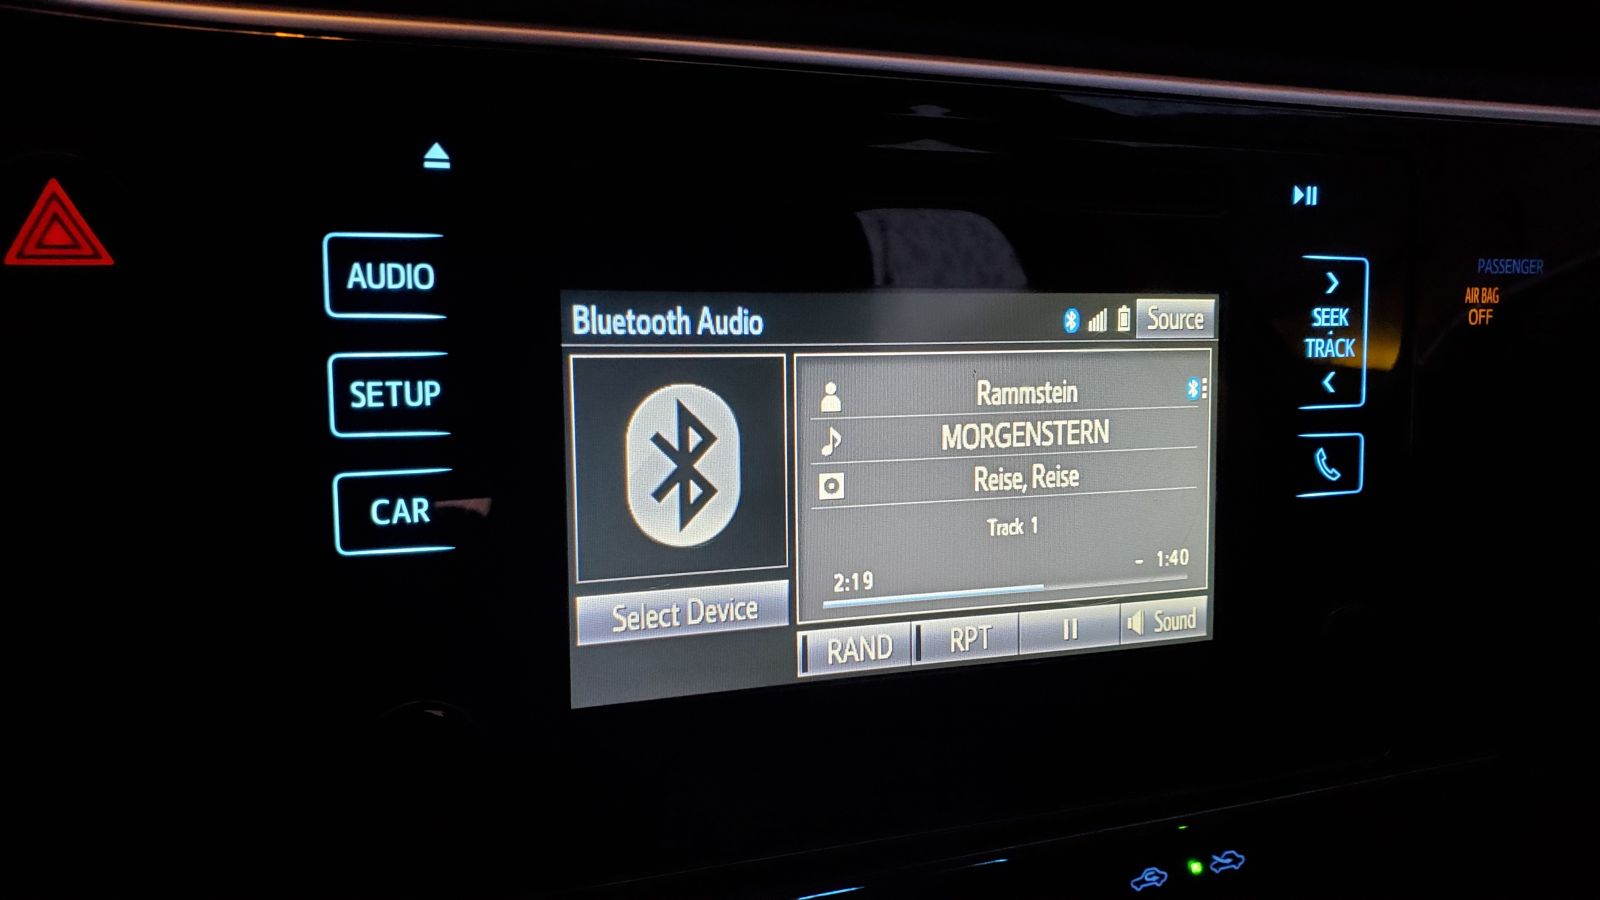 AUDIO
SETUP
CAR
Bluetooth Audio
Source
Rammstein
MORGENSTERN
Reise, Reise
Track 1
2:19
- 1:40
Select Device
RAND
RPT
Sound
SEEK
TRACK
PASSENGER
AIR BAG
OFF